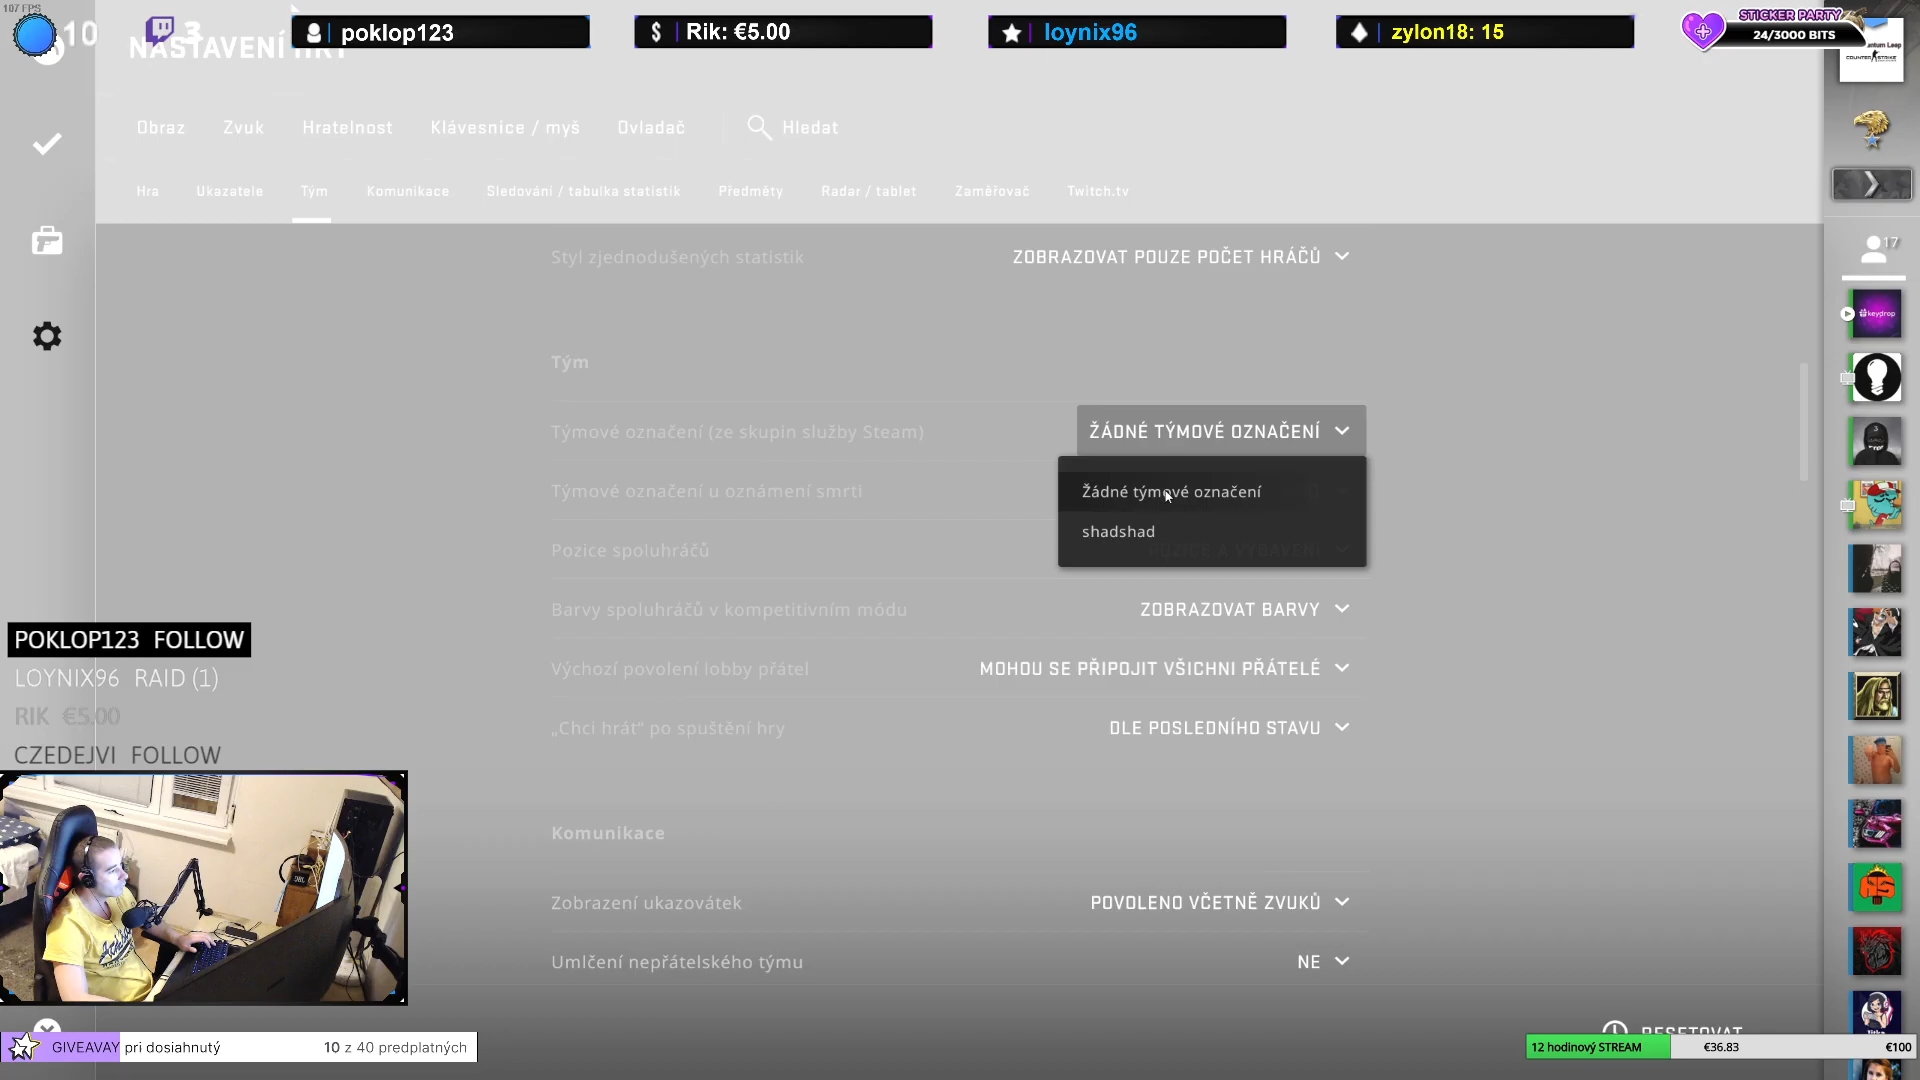 107 FPS
10
3
NASTAVENÍ HRY
poklop123
Rik: €5.00
loynix96
zylon18: 15
STICKER PARTY
24/3000 BITS
COUNTER STRIKE
Obraz
Zvuk
Hratelnost
Klávesnice / myš
Ovladač
Hledat
Hra
Ukazatele
Tým
Komunikace
Sledování / tabulka statistik
Předměty
Radar / tablet
Zaměřovač
Twitch.tv
17
Styl zjednodušených statistik
ZOBRAZOVAT POUZE POČET HRÁČŮ
keydrop
Tým
Týmové označení (ze skupin služby Steam)
ŽÁDNÉ TÝMOVÉ OZNAČENÍ
Týmové označení u oznámení smrti
Žádné týmové označení
shadshad
Pozice spoluhráčů
POZICE A VYBAVENÍ
Barvy spoluhráčů v kompetitivním módu
ZOBRAZOVAT BARVY
Výchozí povolení lobby přátel
MOHOU SE PŘIPOJIT VŠICHNI PŘÁTELÉ
„Chci hrát“ po spuštění hry
DLE POSLEDNÍHO STAVU
POKLOP123 FOLLOW
LOYNIX96 RAID (1)
RIK €5.00
CZEDEJVI FOLLOW
Komunikace
Zobrazení ukazovátek
POVOLENO VČETNĚ ZVUKŮ
Umlčení nepřátelského týmu
NE
RESETOVAT
GIVEAVAY pri dosiahnutý
10 z 40 predplatných
12 hodinový STREAM
€36.83
€100